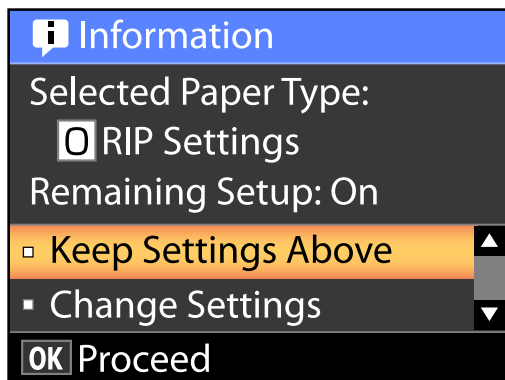 Information
Selected Paper Type:
0 RIP Settings
Remaining Setup: On
Keep Settings Above
Change Settings
OK Proceed